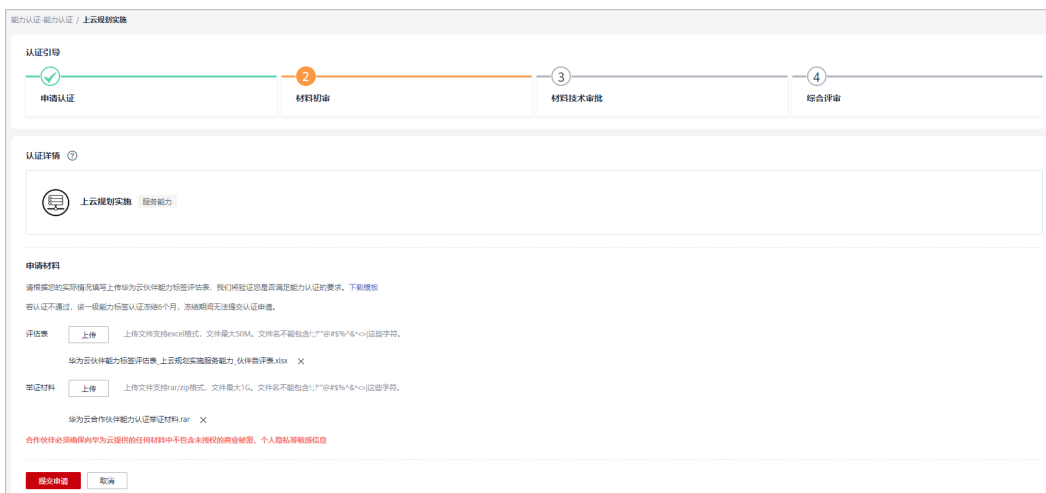 能力认证-能力认证 / 上云规划实施
认证引导
2
3
4
申请认证
材料初审
材料技术审批
综合评审
认证详情 ?
上云规划实施 服务能力
申请材料
请根据您的实际情况填写上传华为云伙伴能力标签评估表，我们将验证您是否满足能力认证的要求。下载模板
若认证不通过，该一级能力标签认证冻结6个月，冻结期间无法提交认证申请。
评估表 上传 上传文件支持excel格式，文件最大50M。文件名不能包含!;?'"@#$%^&*<>|这些字符。
华为云伙伴能力标签评估表_上云规划实施服务能力_伙伴自评表.xlsx ×
举证材料 上传 上传文件支持rar/zip格式，文件最大1G。文件名不能包含!;?'"@#$%^&*<>|这些字符。
华为云合作伙伴能力认证举证材料.rar ×
合作伙伴必须确保向华为云提供的任何材料中不包含未授权的商业秘密、个人隐私等敏感信息
提交申请 取消